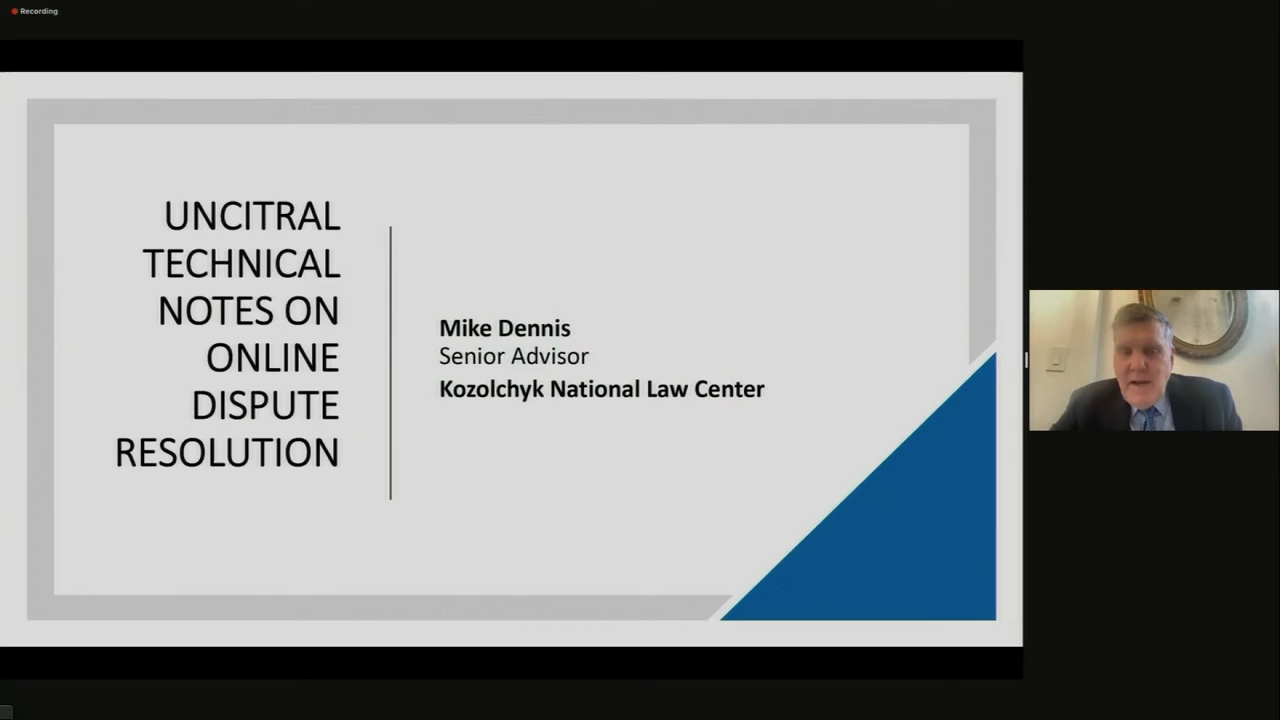 Recording
UNCITRAL
TECHNICAL
NOTES ON
ONLINE
DISPUTE
RESOLUTION
Mike Dennis
Senior Advisor
Kozolchyk National Law Center